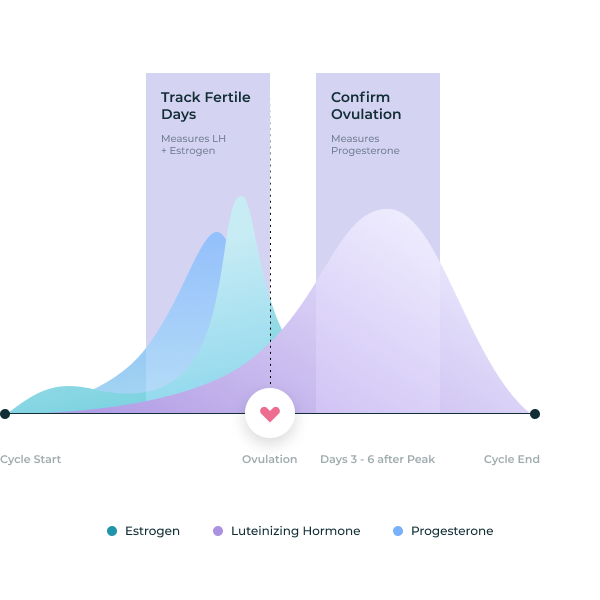 Track Fertile
Days
Measures LH
+ Estrogen
Confirm
Ovulation
Measures
Progesterone
Cycle Start
Ovulation
Days 3 - 6 after Peak
Cycle End
Estrogen
Luteinizing Hormone
Progesterone